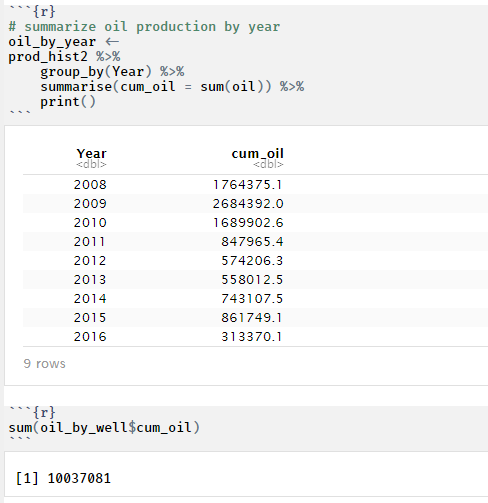 ```{r}
# summarize oil production by year
oil_by_year <-
prod_hist2 %>%
    group_by(Year) %>%
    summarise(cum_oil = sum(oil)) %>%
    print()
```
Year cum_oil
<dbl> <dbl>
2008 1764375.1
2009 2684392.0
2010 1689902.6
2011 847965.4
2012 574206.3
2013 558012.5
2014 743107.5
2015 861749.1
2016 313370.1
9 rows
```{r}
sum(oil_by_well$cum_oil)
```
[1] 10037081